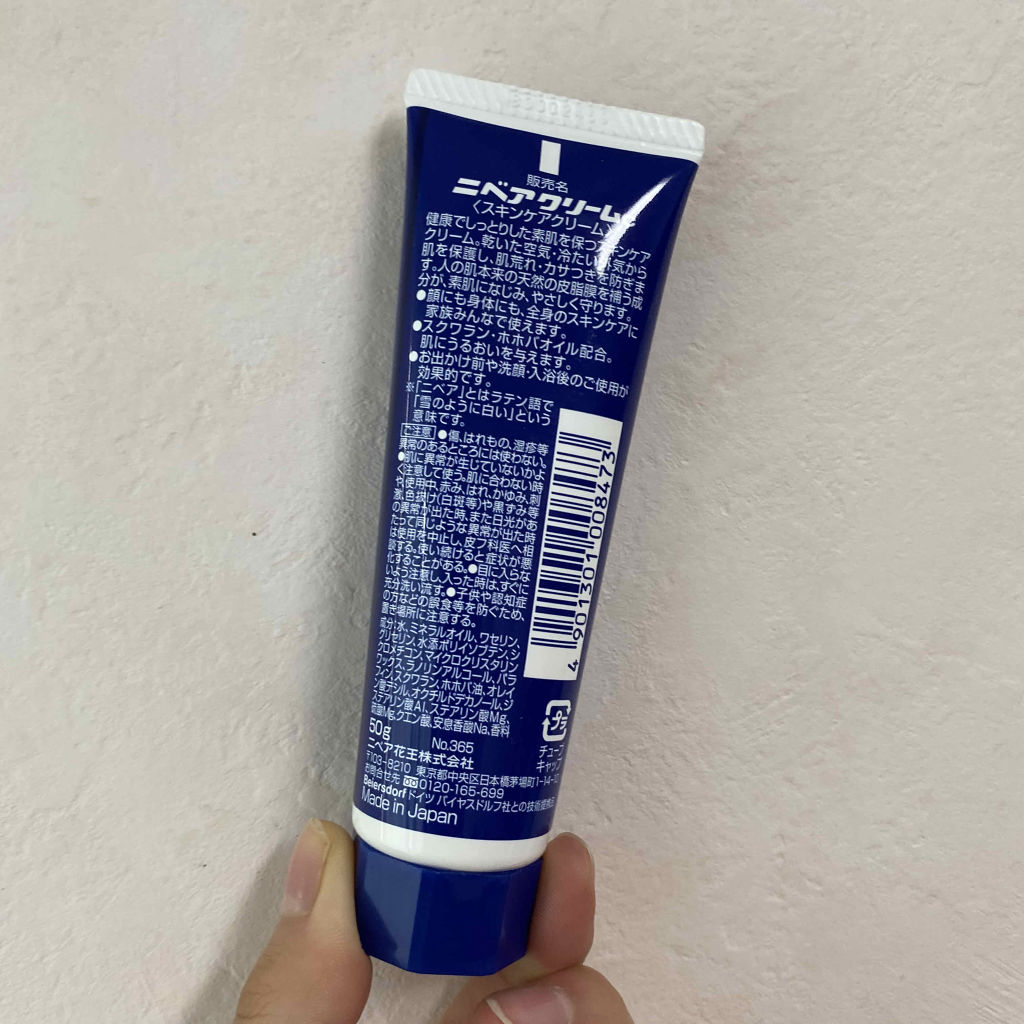 販売名
ニベアクリーム
〈スキンケアクリーム
健康でしっとりした素肌を保つスキンケア
クリーム。乾いた空気・冷たい外気から
肌を保護し、肌荒れ・カサつきを防ぎま
す。人の肌本来の天然の皮脂膜を補う成
分が、素肌になじみ、やさしく守ります。
●顔にも身体にも、全身のスキンケアに
家族みんなで使えます。
●スクワラン・ホホバオイル配合。
肌にうるおいを与えます。
●お出かけ前や洗顔・入浴後のご使用が
効果的です。
※「ニベア」とはラテン語で
「雪のように白い」という
意味です。
ご注意 ●傷、はれもの、湿疹等
異常のあるところには使わない。
●肌に異常が生じていないかよ
く注意して使う。肌に合わない時
や使用中、赤み、はれ、かゆみ、刺
激、色抜け(白斑等)や黒ずみ等
の異常が出た時、また日光があ
たって同じような異常が出た時
は使用を中止し、皮フ科医へ相
談する。使い続けると症状が悪
化することがある。●目に入らな
いよう注意し、入った時は、すぐに
充分洗い流す。●子供や認知症
の方などの誤食等を防ぐため、
置き場所に注意する。
成分:水、ミネラルオイル、ワセリン、
グリセリン、水添ポリイソブテン、シ
クロメチコン、マイクロクリスタリン
ワックス、ラノリンアルコール、パラ
フィン、スクワラン、ホホバ油、オレイ
ン酸デシル、オクチルドデカノール、ジ
ステアリン酸Al、ステアリン酸Mg、
硫酸Mg、クエン酸、安息香酸Na、香料
50g
No.365
ニベア花王株式会社
〒103-8210 東京都中央区日本橋茅場町1-14-10
お問合せ先 0120-165-699
Beiersdorf ドイツ バイヤスドルフ社との技術提携品
Made in Japan
4 901301 008473
プラ
チューブ
キャップ